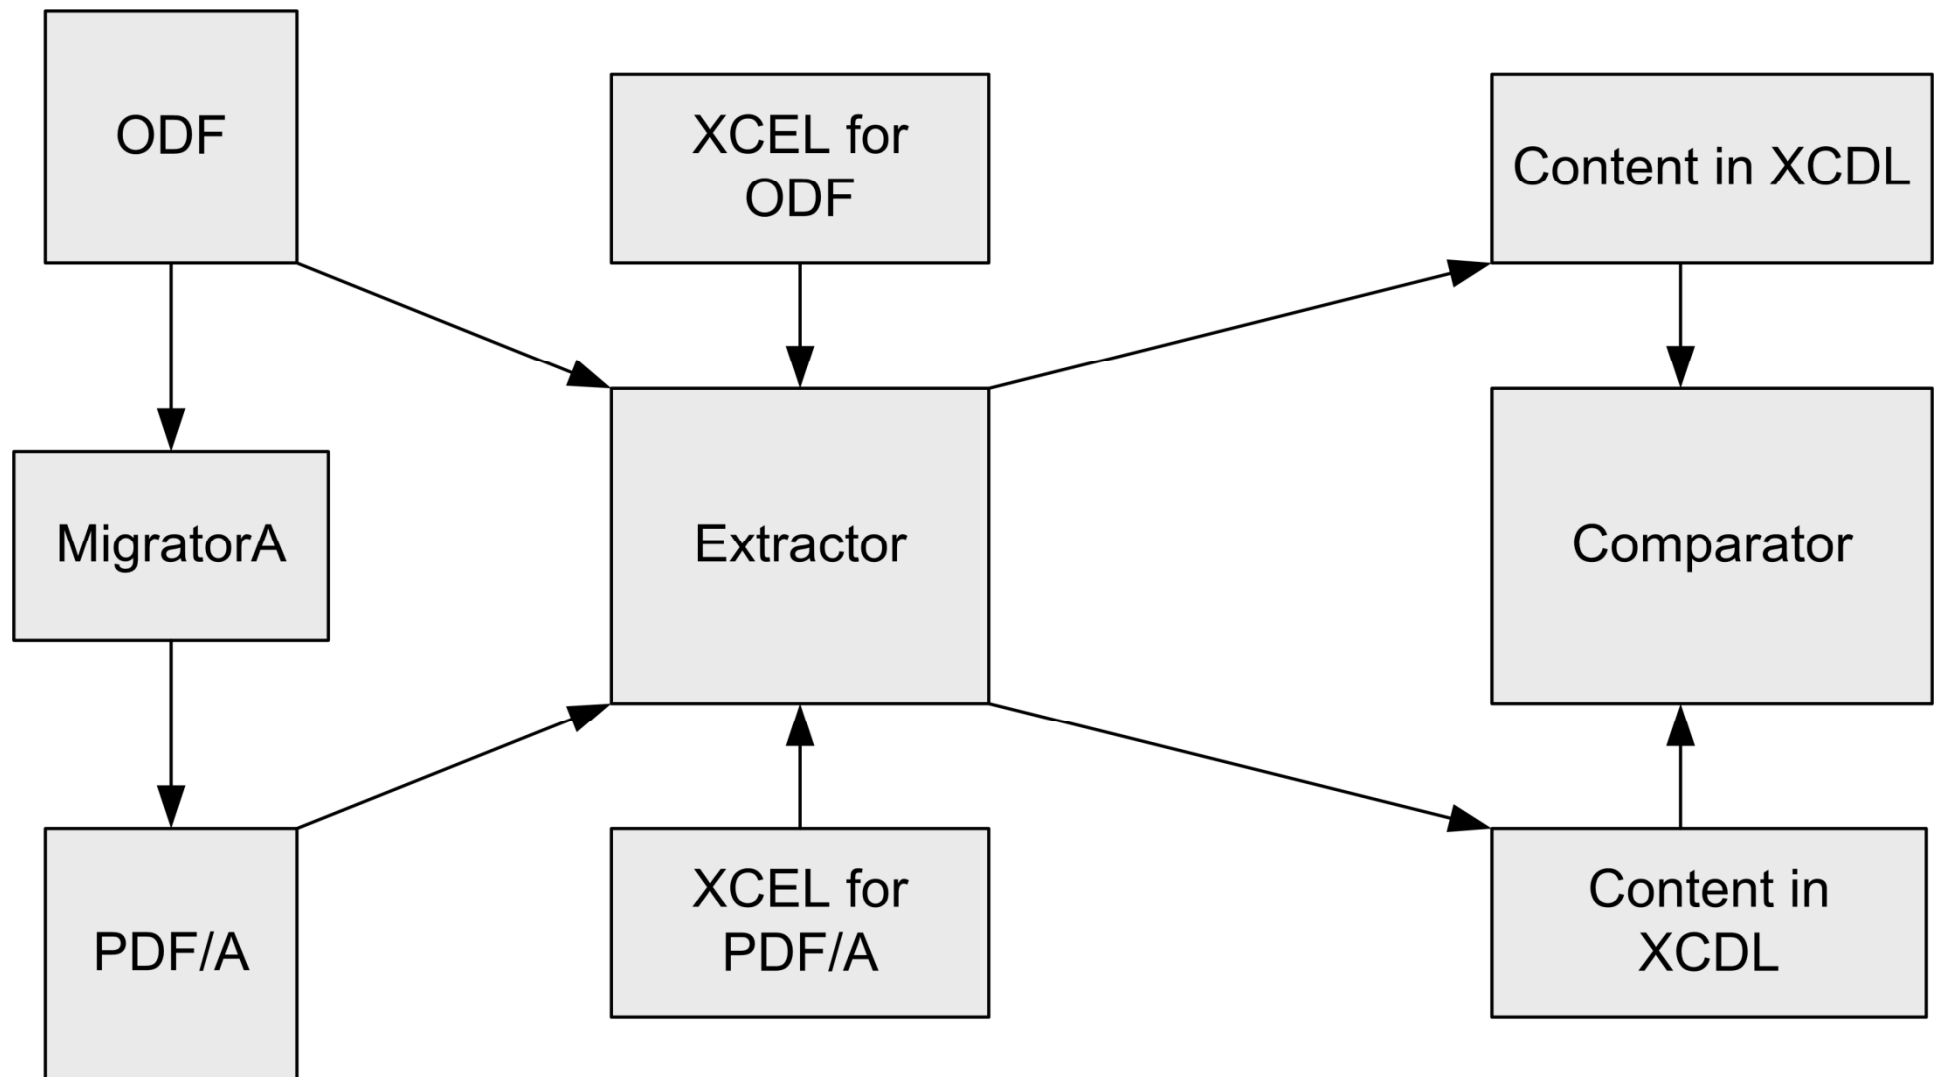 ODF
XCEL for
ODF
Content in XCDL
MigratorA
Extractor
Comparator
PDF/A
XCEL for
PDF/A
Content in
XCDL